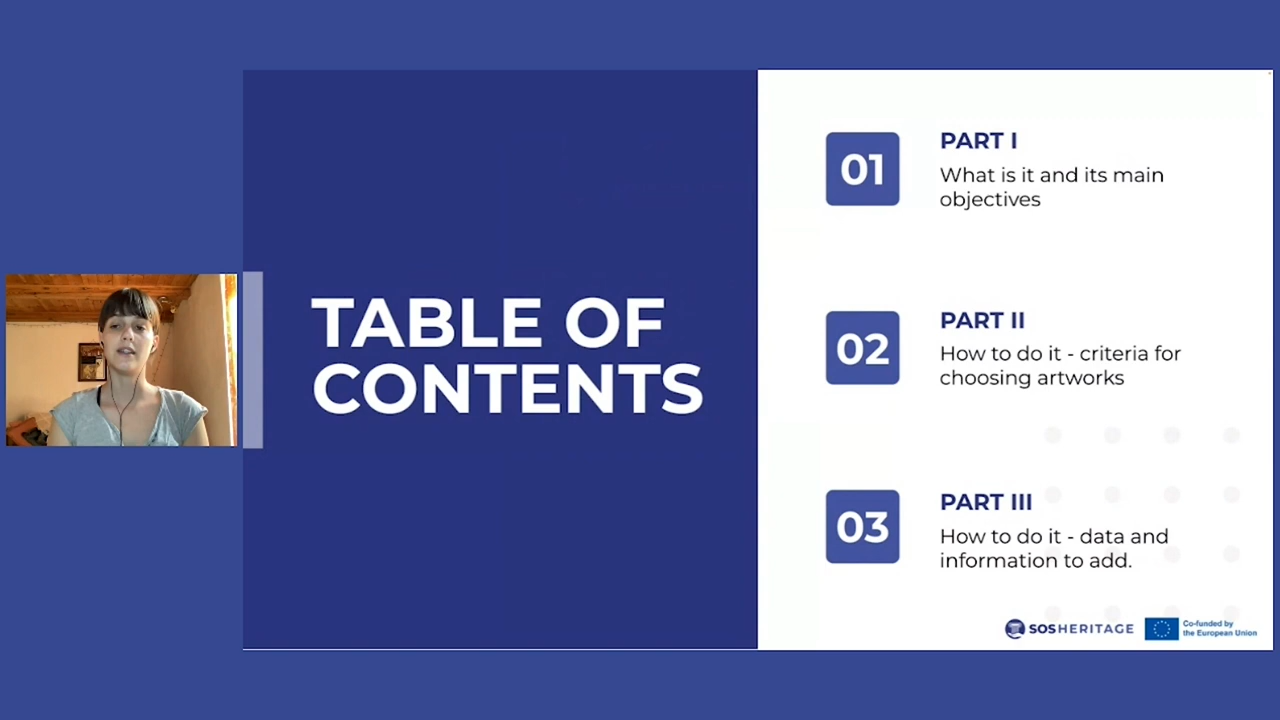 TABLE OF
CONTENTS
01
PART I
What is it and its main
objectives
02
PART II
How to do it - criteria for
choosing artworks
03
PART III
How to do it - data and
information to add.
SOSHERITAGE
Co-funded by
the European Union